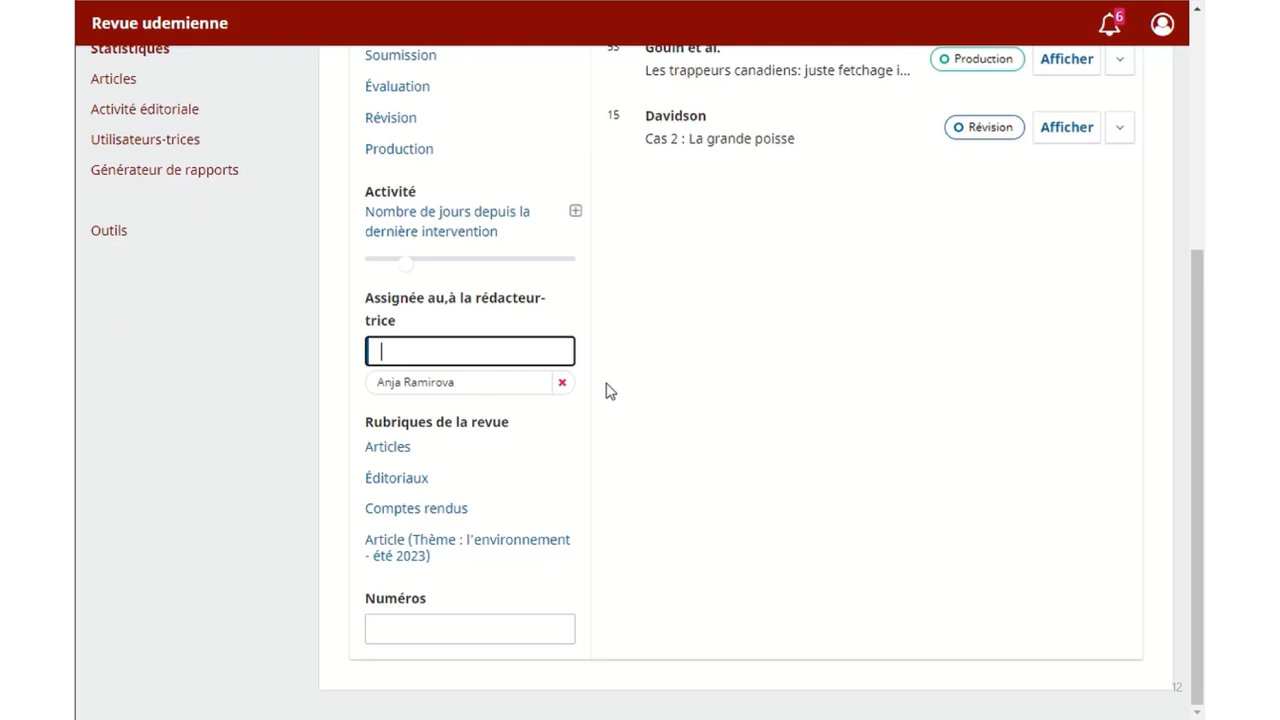 Revue udemienne
6
Statistiques
Articles
Activité éditoriale
Utilisateurs-trices
Générateur de rapports
Outils
Soumission
Évaluation
Révision
Production
Activité
Nombre de jours depuis la
dernière intervention
Assignée au,à la rédacteur-
trice
Anja Ramirova
Rubriques de la revue
Articles
Éditoriaux
Comptes rendus
Article (Thème : l'environnement
- été 2023)
Numéros
53 Gouin et al.
Les trappeurs canadiens: juste fetchage i...
Production Afficher
15 Davidson
Cas 2 : La grande poisse
Révision Afficher
12